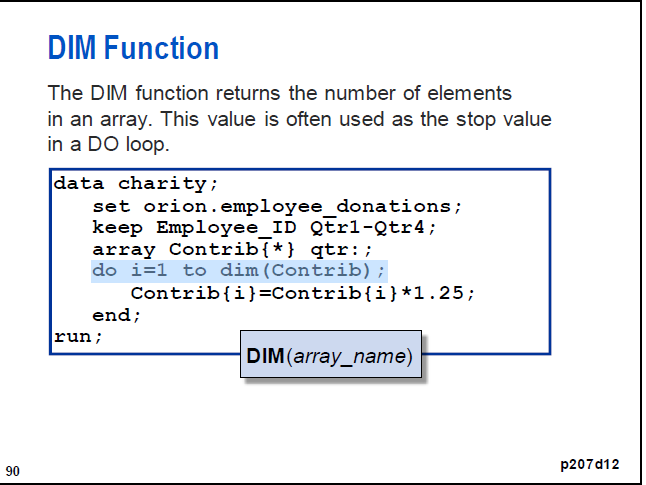 DIM Function
The DIM function returns the number of elements
in an array. This value is often used as the stop value
in a DO loop.
data charity;
   set orion.employee_donations;
   keep Employee_ID Qtr1-Qtr4;
   array Contrib{*} qtr:;
   do i=1 to dim(Contrib);
      Contrib{i}=Contrib{i}*1.25;
   end;
run;
DIM(array_name)
90
p207d12